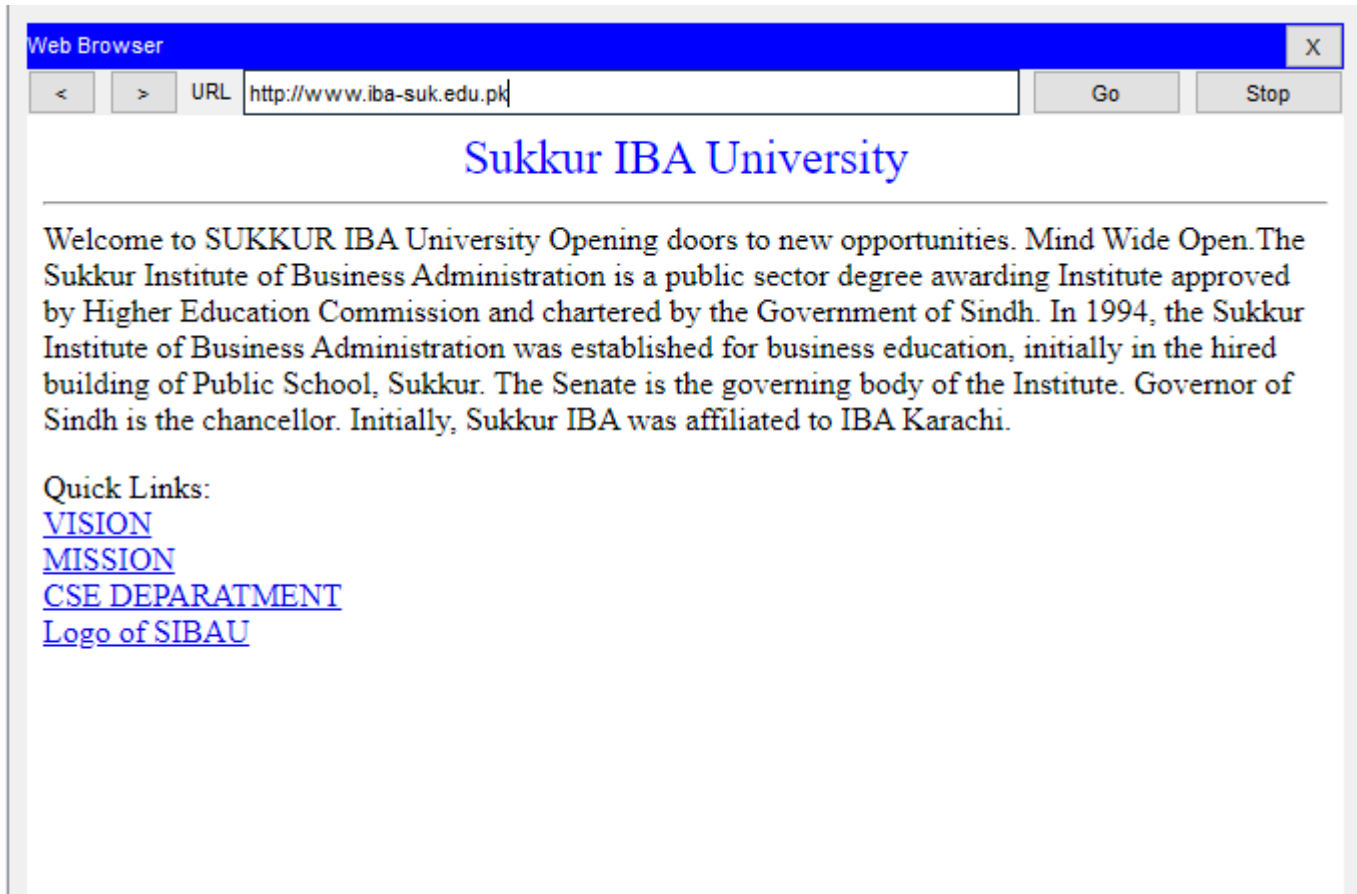 Web Browser X
< > URL http://www.iba-suk.edu.pk Go Stop
Sukkur IBA University
Welcome to SUKKUR IBA University Opening doors to new opportunities. Mind Wide Open.The
Sukkur Institute of Business Administration is a public sector degree awarding Institute approved
by Higher Education Commission and chartered by the Government of Sindh. In 1994, the Sukkur
Institute of Business Administration was established for business education, initially in the hired
building of Public School, Sukkur. The Senate is the governing body of the Institute. Governor of
Sindh is the chancellor. Initially, Sukkur IBA was affiliated to IBA Karachi.
Quick Links:
VISION
MISSION
CSE DEPARATMENT
Logo of SIBAU